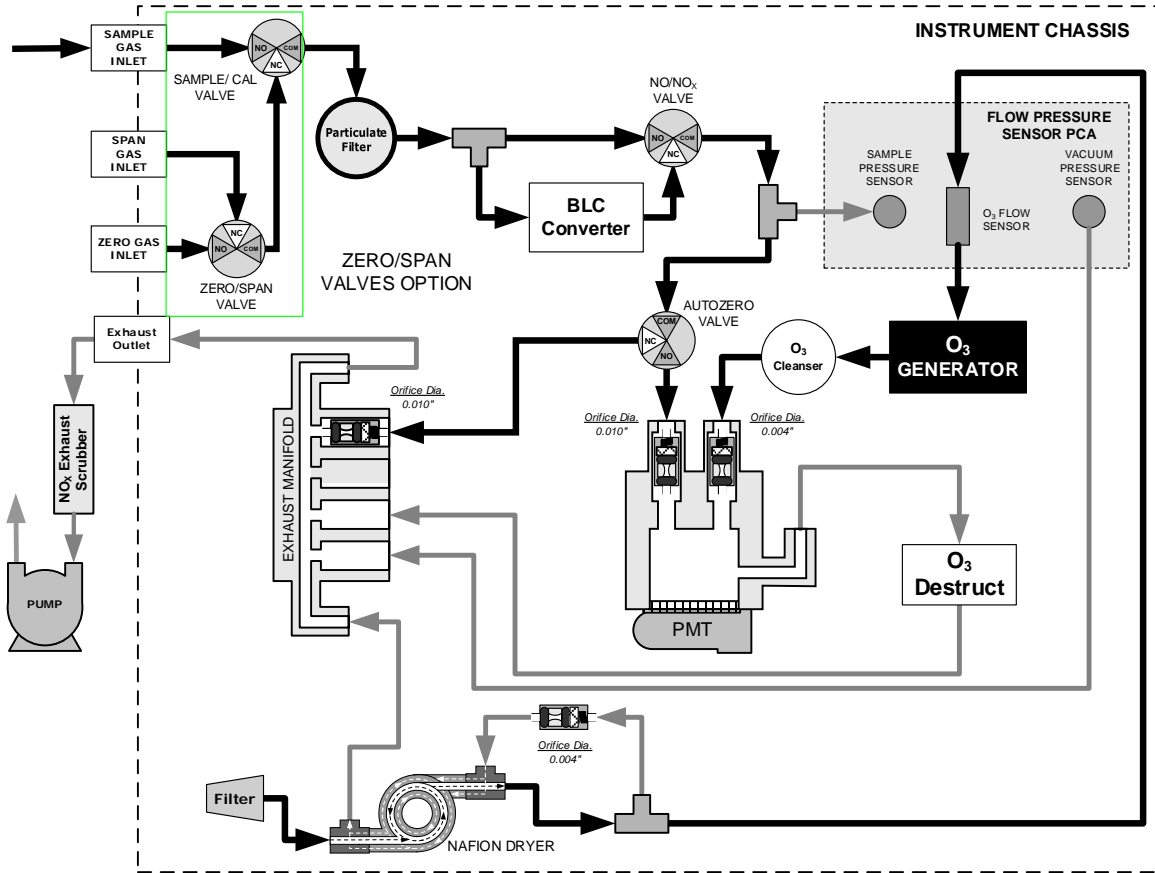 INSTRUMENT CHASSIS
SAMPLE
GAS
INLET
NO
COM
NC
SAMPLE/ CAL
VALVE
SPAN
GAS
INLET
NC
NO
COM
ZERO GAS
INLET
ZERO/SPAN
VALVE
ZERO/SPAN
VALVES OPTION
Particulate
Filter
NO/NOX
VALVE
NO
COM
NC
BLC
Converter
FLOW PRESSURE
SENSOR PCA
SAMPLE
PRESSURE
SENSOR
VACUUM
PRESSURE
SENSOR
O3 FLOW
SENSOR
AUTOZERO
VALVE
COM
NC
NO
O3
Cleanser
O3
GENERATOR
Exhaust
Outlet
NOX Exhaust
Scrubber
PUMP
EXHAUST MANIFOLD
Orifice Dia.
0.010"
Orifice Dia.
0.010"
Orifice Dia.
0.004"
O3
Destruct
PMT
Orifice Dia.
0.004"
Filter
NAFION DRYER